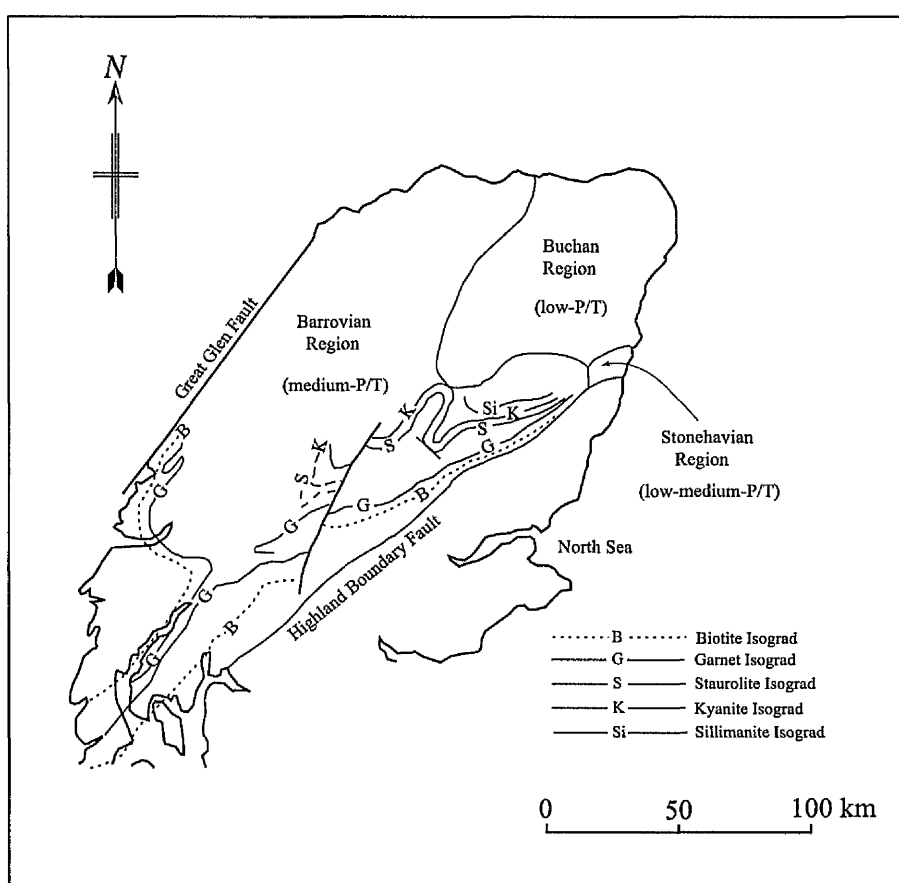 N
Buchan
Region
(low-P/T)
Great Glen Fault
Barrovian
Region
(medium-P/T)
K
Si
K
S
S
K
B
G
S
G
Stonehavian
Region
(low-medium-P/T)
G
G
B
North Sea
G
Highland Boundary Fault
B
G
B Biotite Isograd
G Garnet Isograd
S Staurolite Isograd
K Kyanite Isograd
Si Sillimanite Isograd
0 50 100 km